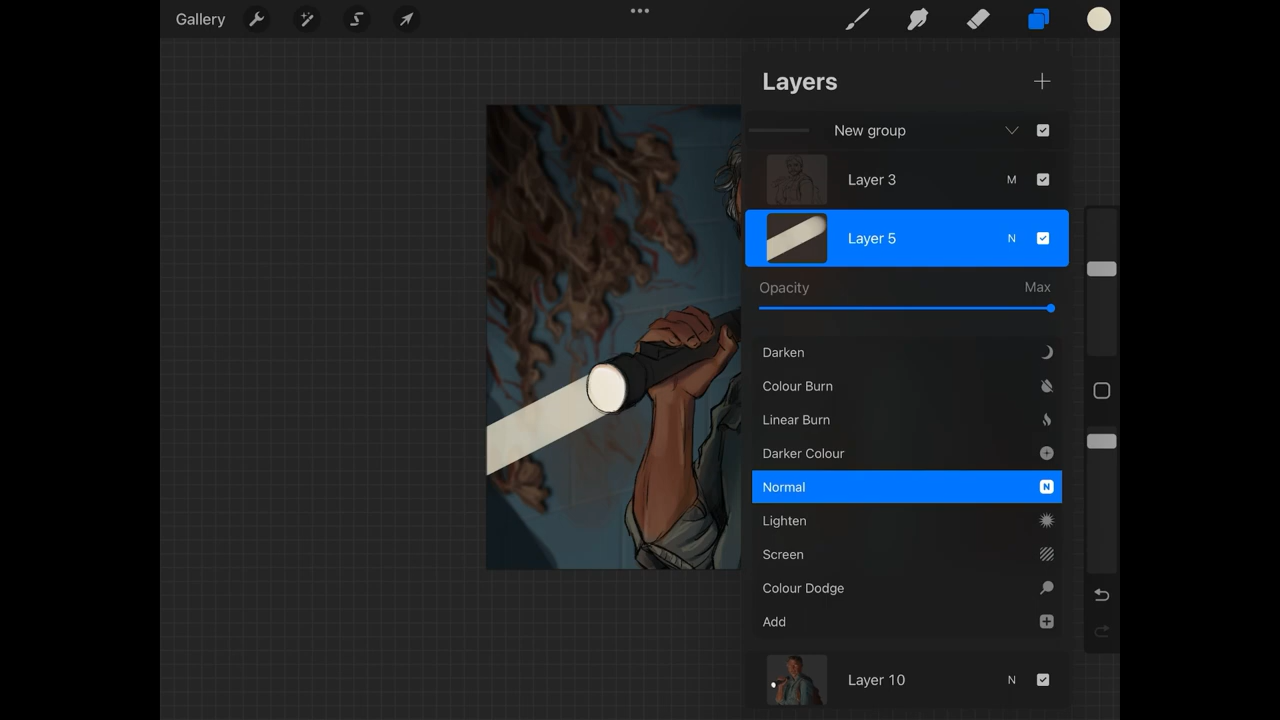 Gallery
Layers
New group
Layer 3 M
Layer 5 N
Opacity Max
Darken
Colour Burn
Linear Burn
Darker Colour
Normal N
Lighten
Screen
Colour Dodge
Add
Layer 10 N